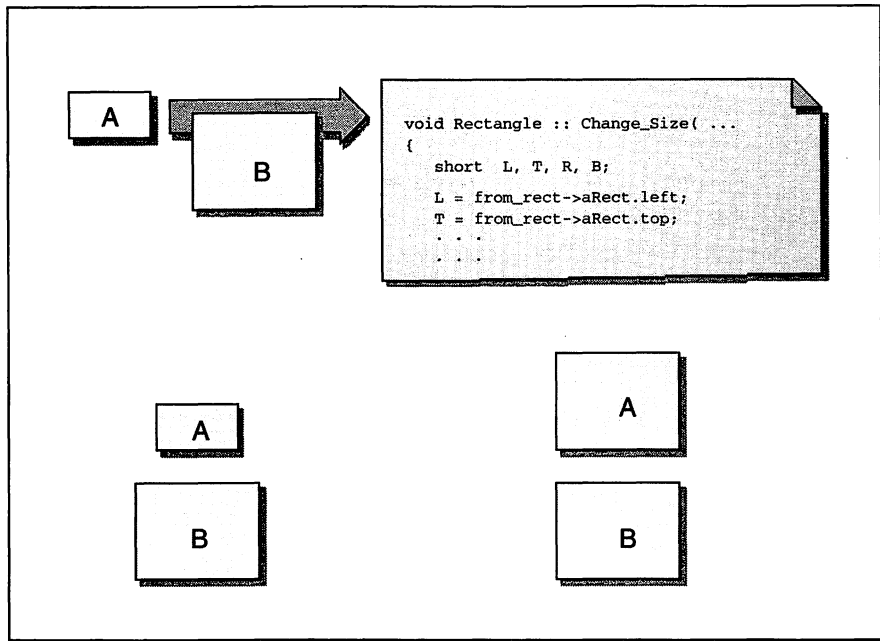 A
B
void Rectangle :: Change_Size( ...
{
short L, T, R, B;
L = from_rect->aRect.left;
T = from_rect->aRect.top;
. . .
. . .
A
A
B
B